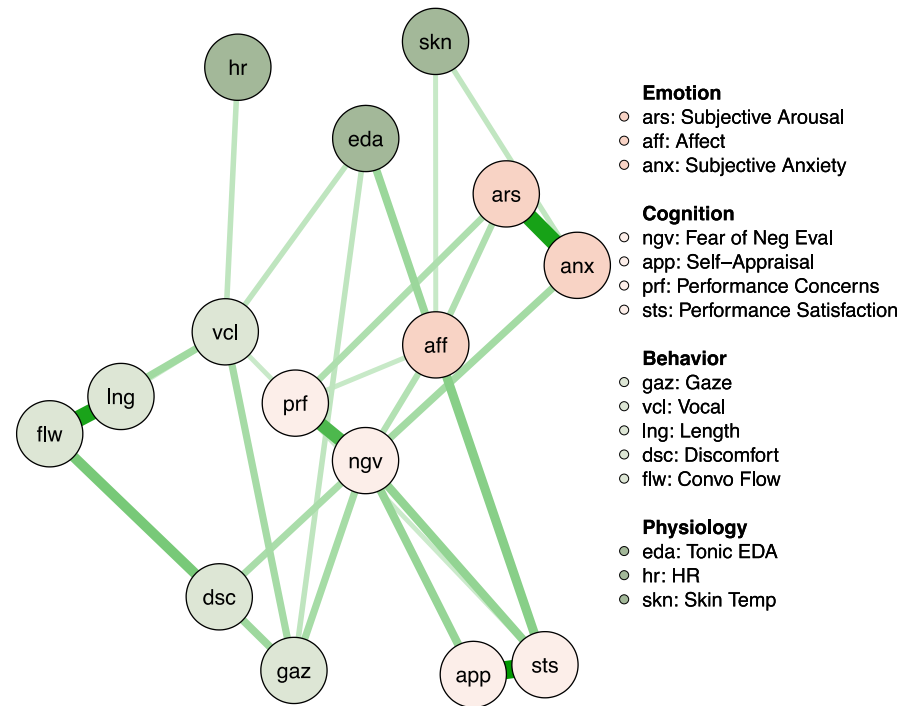 hr
skn
eda
ars
anx
vcl
aff
lng
prf
flw
ngv
dsc
gaz
app
sts
Emotion
ars: Subjective Arousal
aff: Affect
anx: Subjective Anxiety
Cognition
ngv: Fear of Neg Eval
app: Self−Appraisal
prf: Performance Concerns
sts: Performance Satisfaction
Behavior
gaz: Gaze
vcl: Vocal
lng: Length
dsc: Discomfort
flw: Convo Flow
Physiology
eda: Tonic EDA
hr: HR
skn: Skin Temp